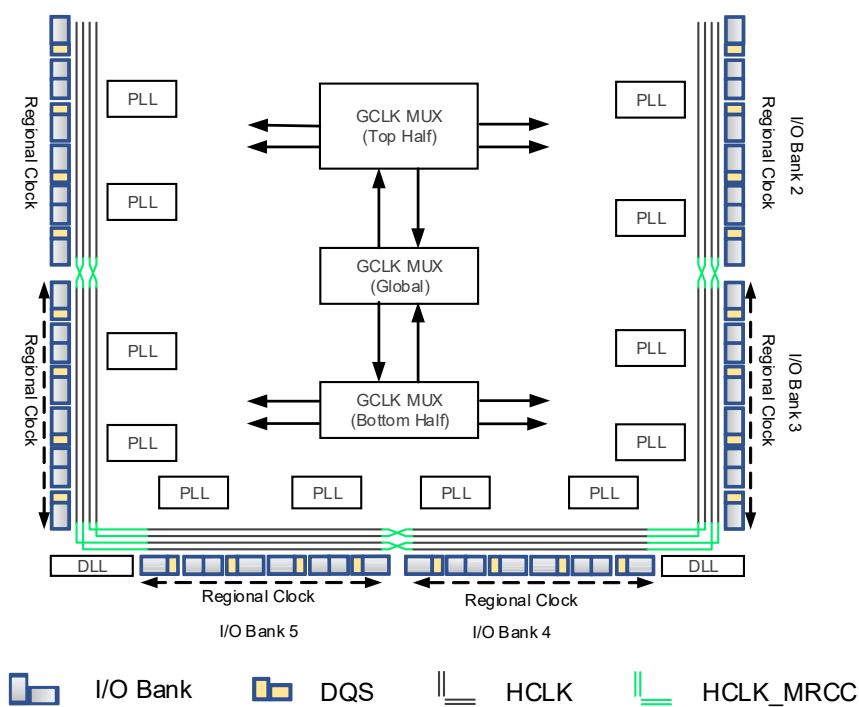 PLL
GCLK MUX
(Top Half)
PLL
Regional Clock
Regional Clock
I/O Bank 2
PLL
PLL
GCLK MUX
(Global)
PLL
PLL
Regional Clock
Regional Clock
I/O Bank 3
GCLK MUX
(Bottom Half)
PLL
PLL
PLL
PLL
PLL
PLL
DLL
DLL
Regional Clock
Regional Clock
I/O Bank 5
I/O Bank 4
I/O Bank
DQS
HCLK
HCLK_MRCC